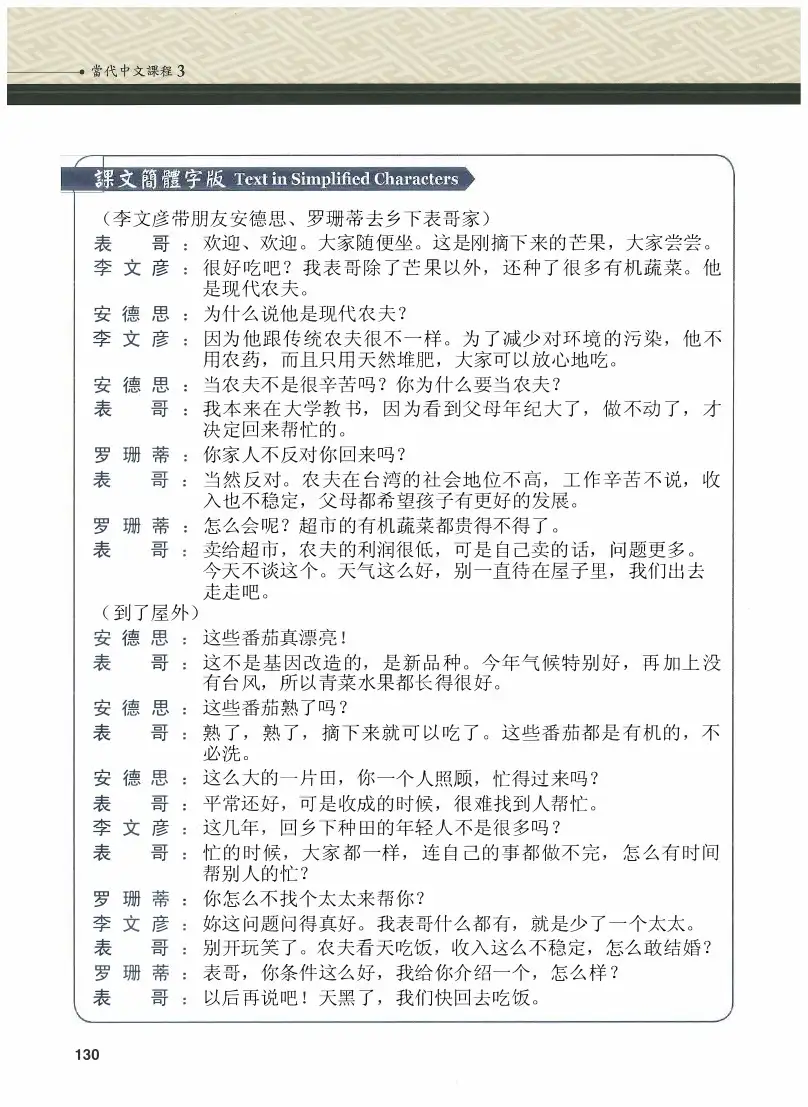 當代中文課程 3
課文簡體字版 Text in Simplified Characters
（李文彦带朋友安德思、罗珊蒂去乡下表哥家）
表哥：欢迎、欢迎。大家随便坐。这是刚摘下来的芒果，大家尝尝。
李文彦：很好吃吧？我表哥除了芒果以外，还种了很多有机蔬菜。他
是现代农夫。
安德思：为什么说他是现代农夫？
李文彦：因为他跟传统农夫很不一样。为了减少对环境的污染，他不
用农药，而且只用天然堆肥，大家可以放心地吃。
安德思：当农夫不是很辛苦吗？你为什么要当农夫？
表哥：我本来在大学教书，因为看到父母年纪大了，做不动了，才
决定回来帮忙的。
罗珊蒂：你家人不反对你回来吗？
表哥：当然反对。农夫在台湾的社会地位不高，工作辛苦不说，收
入也不稳定，父母都希望孩子有更好的发展。
罗珊蒂：怎么会呢？超市的有机蔬菜都贵得不得了。
表哥：卖给超市，农夫的利润很低，可是自己卖的话，问题更多。
今天不谈这个。天气这么好，别一直待在屋子里，我们出去
走走吧。
（到了屋外）
安德思：这些番茄真漂亮！
表哥：这不是基因改造的，是新品种。今年气候特别好，再加上没
有台风，所以青菜水果都长得很好。
安德思：这些番茄熟了吗？
表哥：熟了，熟了，摘下来就可以吃了。这些番茄都是有机的，不
必洗。
安德思：这么大的一片田，你一个人照顾，忙得过来吗？
表哥：平常还好，可是收成的时候，很难找到人帮忙。
李文彦：这几年，回乡下种田的年轻人不是很多吗？
表哥：忙的时候，大家都一样，连自己的事都做不完，怎么有时间
帮别人的忙？
罗珊蒂：你怎么不找个太太来帮你？
李文彦：妳这问题问得真好。我表哥什么都有，就是少了一个太太。
表哥：别开玩笑了。农夫看天吃饭，收入这么不稳定，怎么敢结婚？
罗珊蒂：表哥，你条件这么好，我给你介绍一个，怎么样？
表哥：以后再说吧！天黑了，我们快回去吃饭。
130